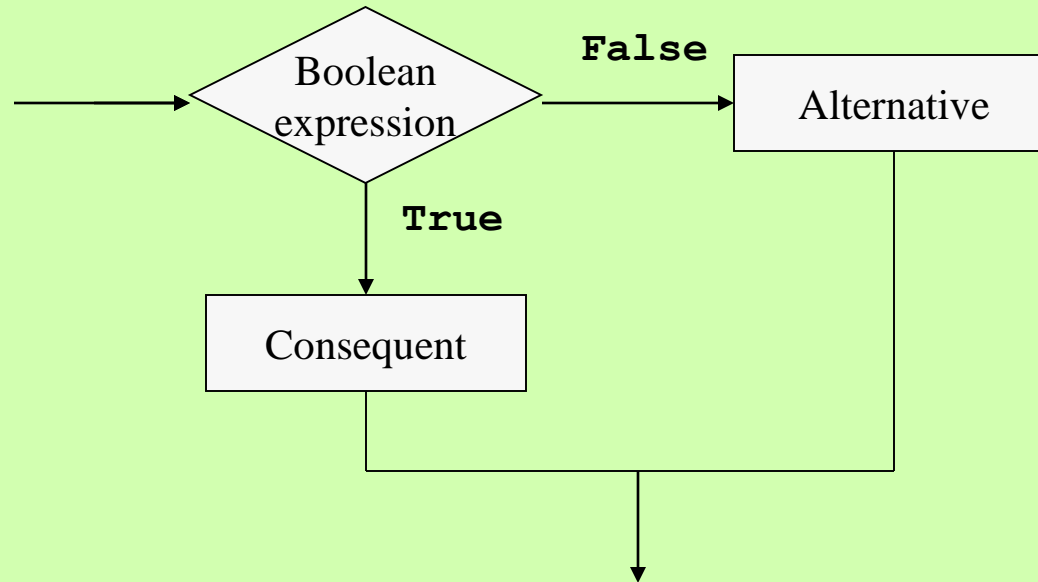 Boolean
expression
False
Alternative
True
Consequent